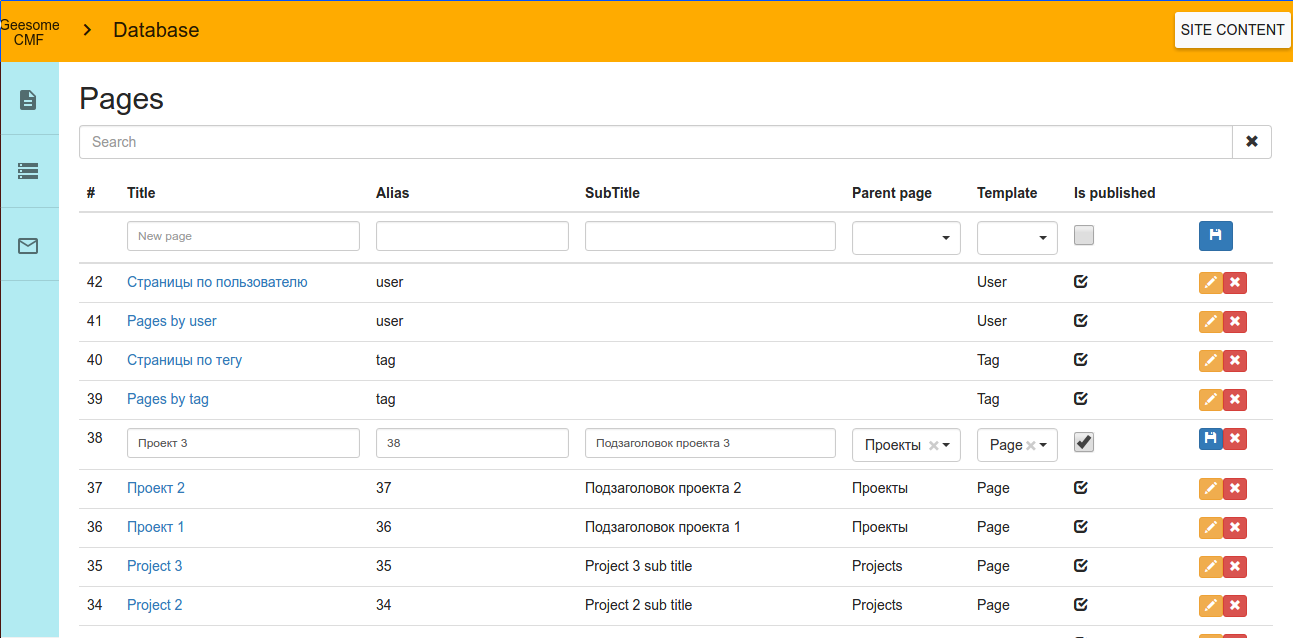 Geesome
CMF
Database
SITE CONTENT
Pages
Search
# Title Alias SubTitle Parent page Template Is published
New page
42 Страницы по пользователю user User
41 Pages by user user User
40 Страницы по тегу tag Tag
39 Pages by tag tag Tag
38 Проект 3 38 Подзаголовок проекта 3 Проекты Page
37 Проект 2 37 Подзаголовок проекта 2 Проекты Page
36 Проект 1 36 Подзаголовок проекта 1 Проекты Page
35 Project 3 35 Project 3 sub title Projects Page
34 Project 2 34 Project 2 sub title Projects Page